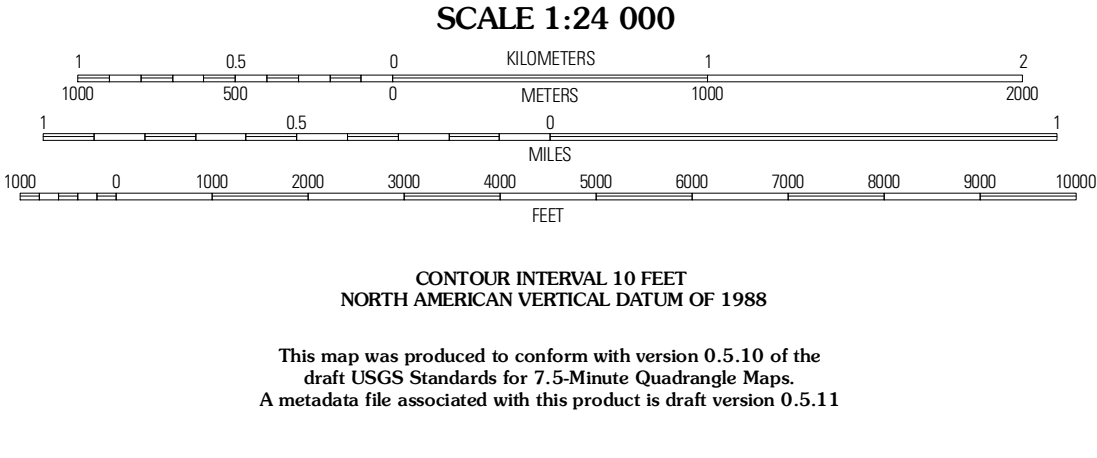 SCALE 1:24 000
1 0.5 0 KILOMETERS 1 2
1000 500 0 METERS 1000 2000
1 0.5 0 1
MILES
1000 0 1000 2000 3000 4000 5000 6000 7000 8000 9000 10000
FEET
CONTOUR INTERVAL 10 FEET
NORTH AMERICAN VERTICAL DATUM OF 1988
This map was produced to conform with version 0.5.10 of the
draft USGS Standards for 7.5-Minute Quadrangle Maps.
A metadata file associated with this product is draft version 0.5.11